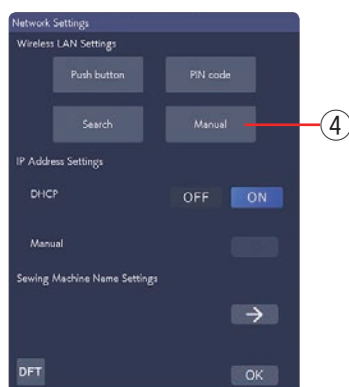 Network Settings
Wireless LAN Settings
Push button PIN code
Search Manual
4
IP Address Settings
DHCP OFF ON
Manual
Sewing Machine Name Settings
→
DFT OK